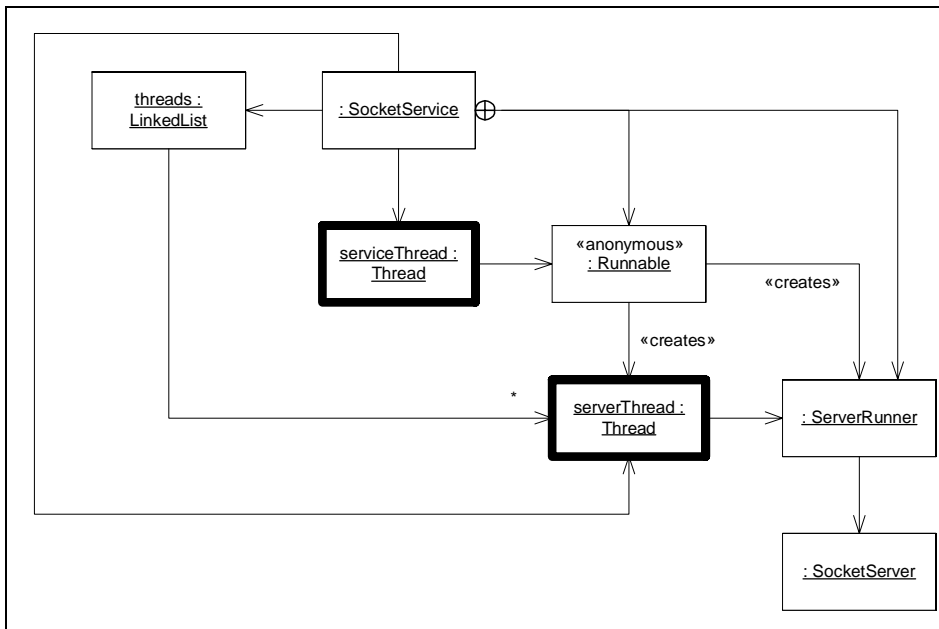 threads :
LinkedList
: SocketService
serviceThread :
Thread
«anonymous»
: Runnable
«creates»
«creates»
*
serverThread :
Thread
: ServerRunner
: SocketServer